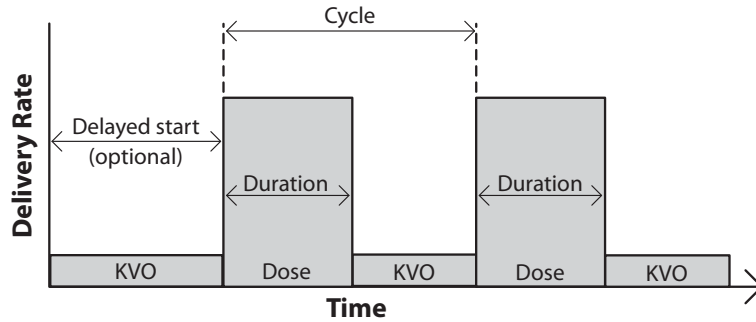 Cycle
Delivery Rate
Delayed start
(optional)
Duration
Duration
KVO
Dose
KVO
Dose
KVO
Time